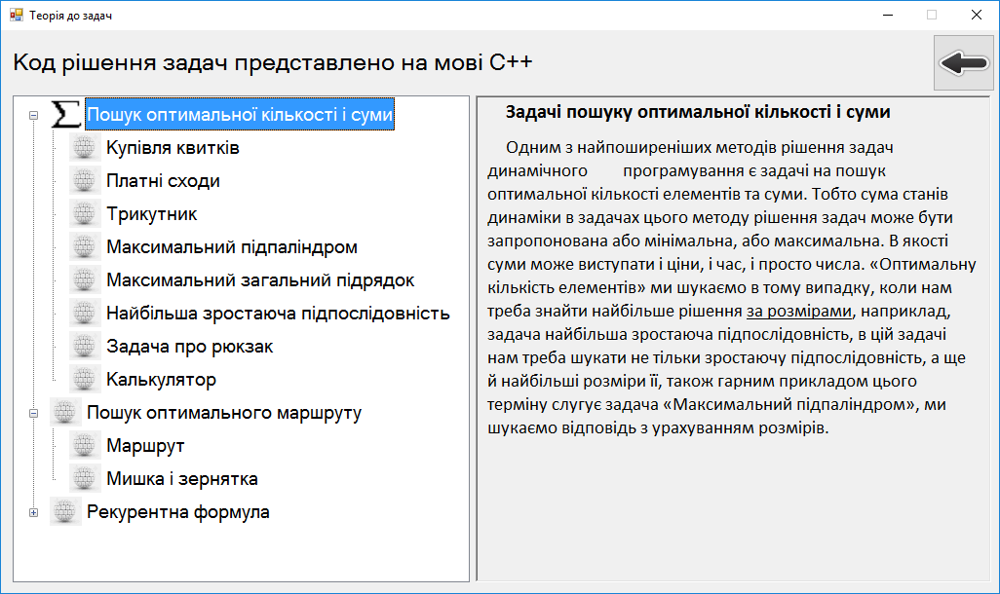 Теорія до задач
Код рішення задач представлено на мові C++
Пошук оптимальної кількості і суми
Купівля квитків
Платні сходи
Трикутник
Максимальний підпаліндром
Максимальний загальний підрядок
Найбільша зростаюча підпослідовність
Задача про рюкзак
Калькулятор
Пошук оптимального маршруту
Маршрут
Мишка і зернятка
Рекурентна формула
Задачі пошуку оптимальної кількості і суми
Одним з найпоширеніших методів рішення задач
динамічного програмування є задачі на пошук
оптимальної кількості елементів та суми. Тобто сума станів
динаміки в задачах цього методу рішення задач може бути
запропонована або мінімальна, або максимальна. В якості
суми може виступати і ціни, і час, і просто числа. «Оптимальну
кількість елементів» ми шукаємо в тому випадку, коли нам
треба знайти найбільше рішення за розмірами, наприклад,
задача найбільша зростаюча підпослідовність, в цій задачі
нам треба шукати не тільки зростаючу підпослідовність, а ще
й найбільші розміри її, також гарним прикладом цього
терміну слугує задача «Максимальний підпаліндром», ми
шукаємо відповідь з урахуванням розмірів.